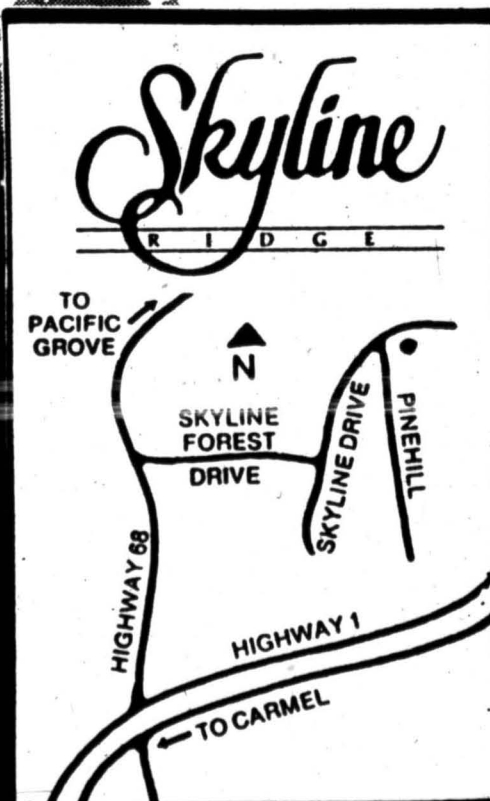 Skyline
RIDGE
TO
PACIFIC
GROVE
N
SKYLINE
FOREST
DRIVE
SKYLINE DRIVE
PINEHILL
HIGHWAY 68
HIGHWAY 1
TO CARMEL